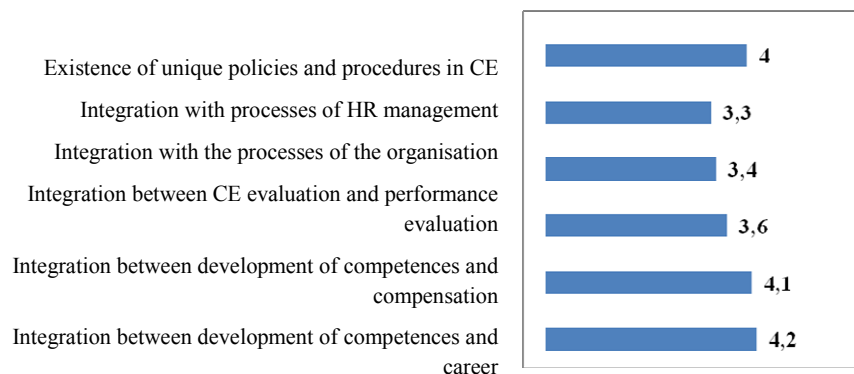 Existence of unique policies and procedures in CE
4
Integration with processes of HR management
3,3
Integration with the processes of the organisation
3,4
Integration between CE evaluation and performance
evaluation
3,6
Integration between development of competences and
compensation
4,1
Integration between development of competences and
career
4,2